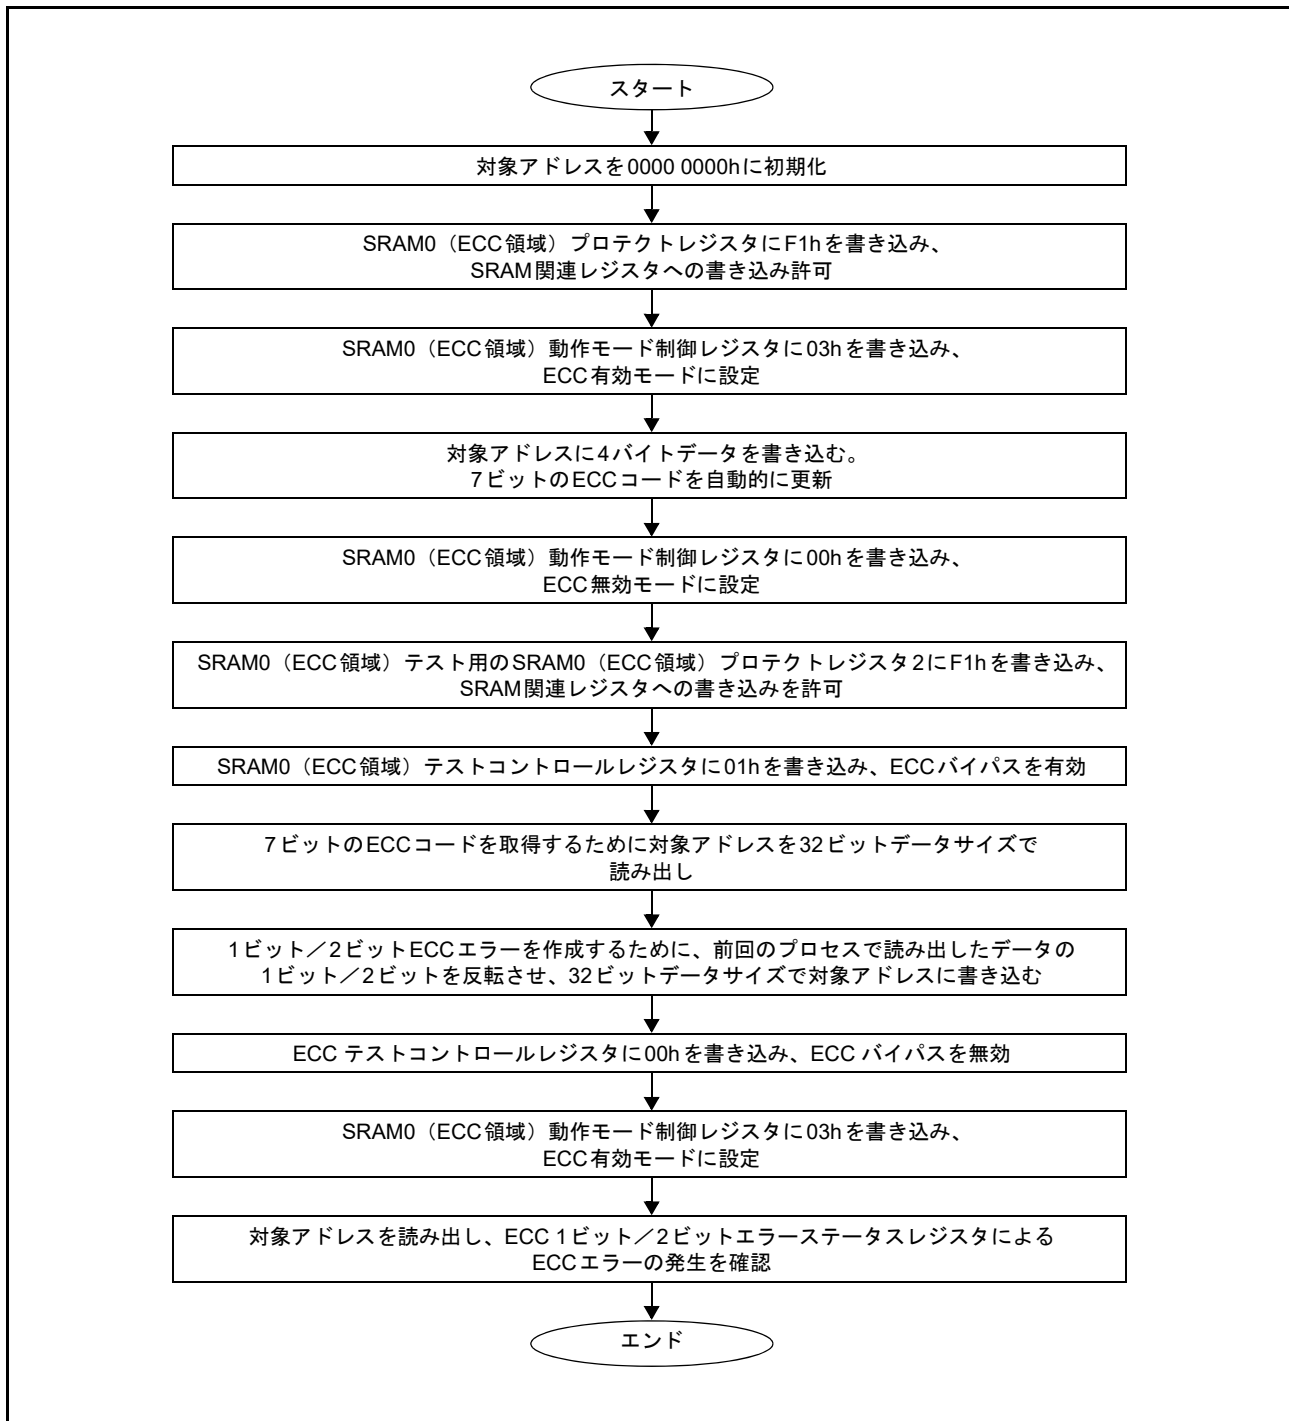 スタート
対象アドレスを0000 0000hに初期化
SRAM0（ECC領域）プロテクトレジスタにF1hを書き込み、
SRAM関連レジスタへの書き込み許可
SRAM0（ECC領域）動作モード制御レジスタに03hを書き込み、
ECC有効モードに設定
対象アドレスに4バイトデータを書き込む。
7ビットのECCコードを自動的に更新
SRAM0（ECC領域）動作モード制御レジスタに00hを書き込み、
ECC無効モードに設定
SRAM0（ECC領域）テスト用のSRAM0（ECC領域）プロテクトレジスタ2にF1hを書き込み、
SRAM関連レジスタへの書き込みを許可
SRAM0（ECC領域）テストコントロールレジスタに01hを書き込み、ECCバイパスを有効
7ビットのECCコードを取得するために対象アドレスを32ビットデータサイズで
読み出し
1ビット／2ビットECCエラーを作成するために、前回のプロセスで読み出したデータの
1ビット／2ビットを反転させ、32ビットデータサイズで対象アドレスに書き込む
ECC テストコントロールレジスタに00hを書き込み、ECC バイパスを無効
SRAM0（ECC領域）動作モード制御レジスタに03hを書き込み、
ECC有効モードに設定
対象アドレスを読み出し、ECC 1ビット／2ビットエラーステータスレジスタによる
ECCエラーの発生を確認
エンド